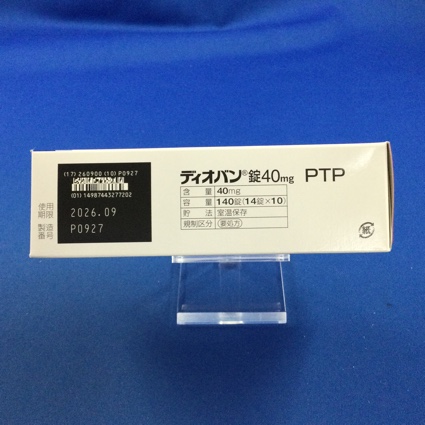 (17) 260900 (10) P0927
(01) 14987443277202
使用期限 2026.09
製造番号 P0927
ディオバン®錠40mg PTP
含量 40mg
容量 140錠(14錠×10)
貯法 室温保存
規制区分 要処方
紙